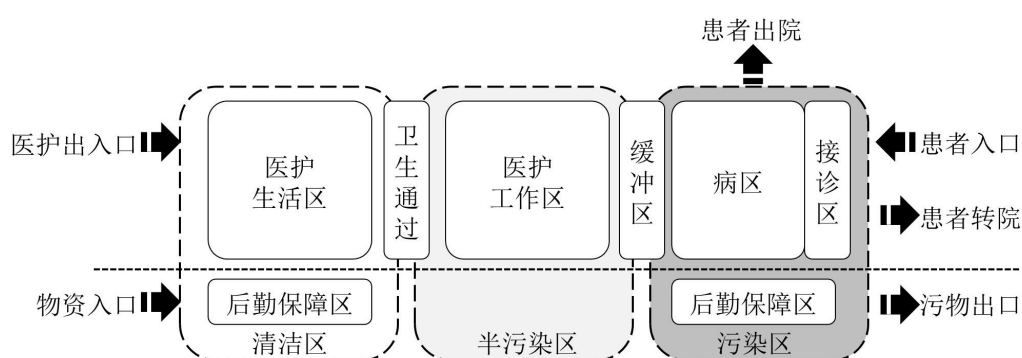 患者出院
医护出入口
医护
生活区
卫生通过
医护
工作区
缓冲区
病区
接诊区
患者入口
患者转院
物资入口
后勤保障区
后勤保障区
污物出口
清洁区
半污染区
污染区